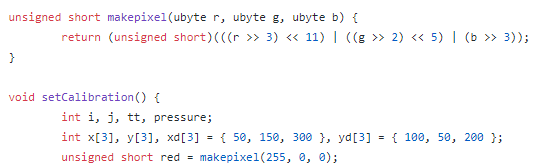 unsigned short makepixel(ubyte r, ubyte g, ubyte b) {
return (unsigned short)(((r >> 3) << 11) | ((g >> 2) << 5) | (b >> 3));
}
void setCalibration() {
int i, j, tt, pressure;
int x[3], y[3], xd[3] = { 50, 150, 300 }, yd[3] = { 100, 50, 200 };
unsigned short red = makepixel(255, 0, 0);